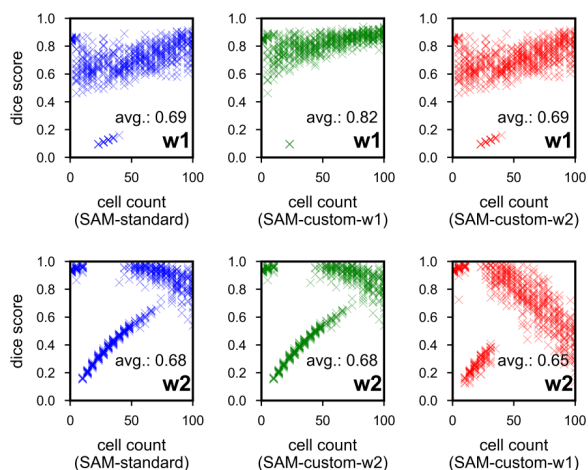 dice score
1.0
0.8
0.6
0.4
0.2
0.0
avg.: 0.69
w1
0 50 100
cell count
(SAM-standard)
1.0
0.8
0.6
0.4
0.2
0.0
avg.: 0.82
w1
0 50 100
cell count
(SAM-custom-w1)
1.0
0.8
0.6
0.4
0.2
0.0
avg.: 0.69
w1
0 50 100
cell count
(SAM-custom-w2)
dice score
1.0
0.8
0.6
0.4
0.2
0.0
avg.: 0.68
w2
0 50 100
cell count
(SAM-standard)
1.0
0.8
0.6
0.4
0.2
0.0
avg.: 0.68
w2
0 50 100
cell count
(SAM-custom-w2)
1.0
0.8
0.6
0.4
0.2
0.0
avg.: 0.65
w2
0 50 100
cell count
(SAM-custom-w1)